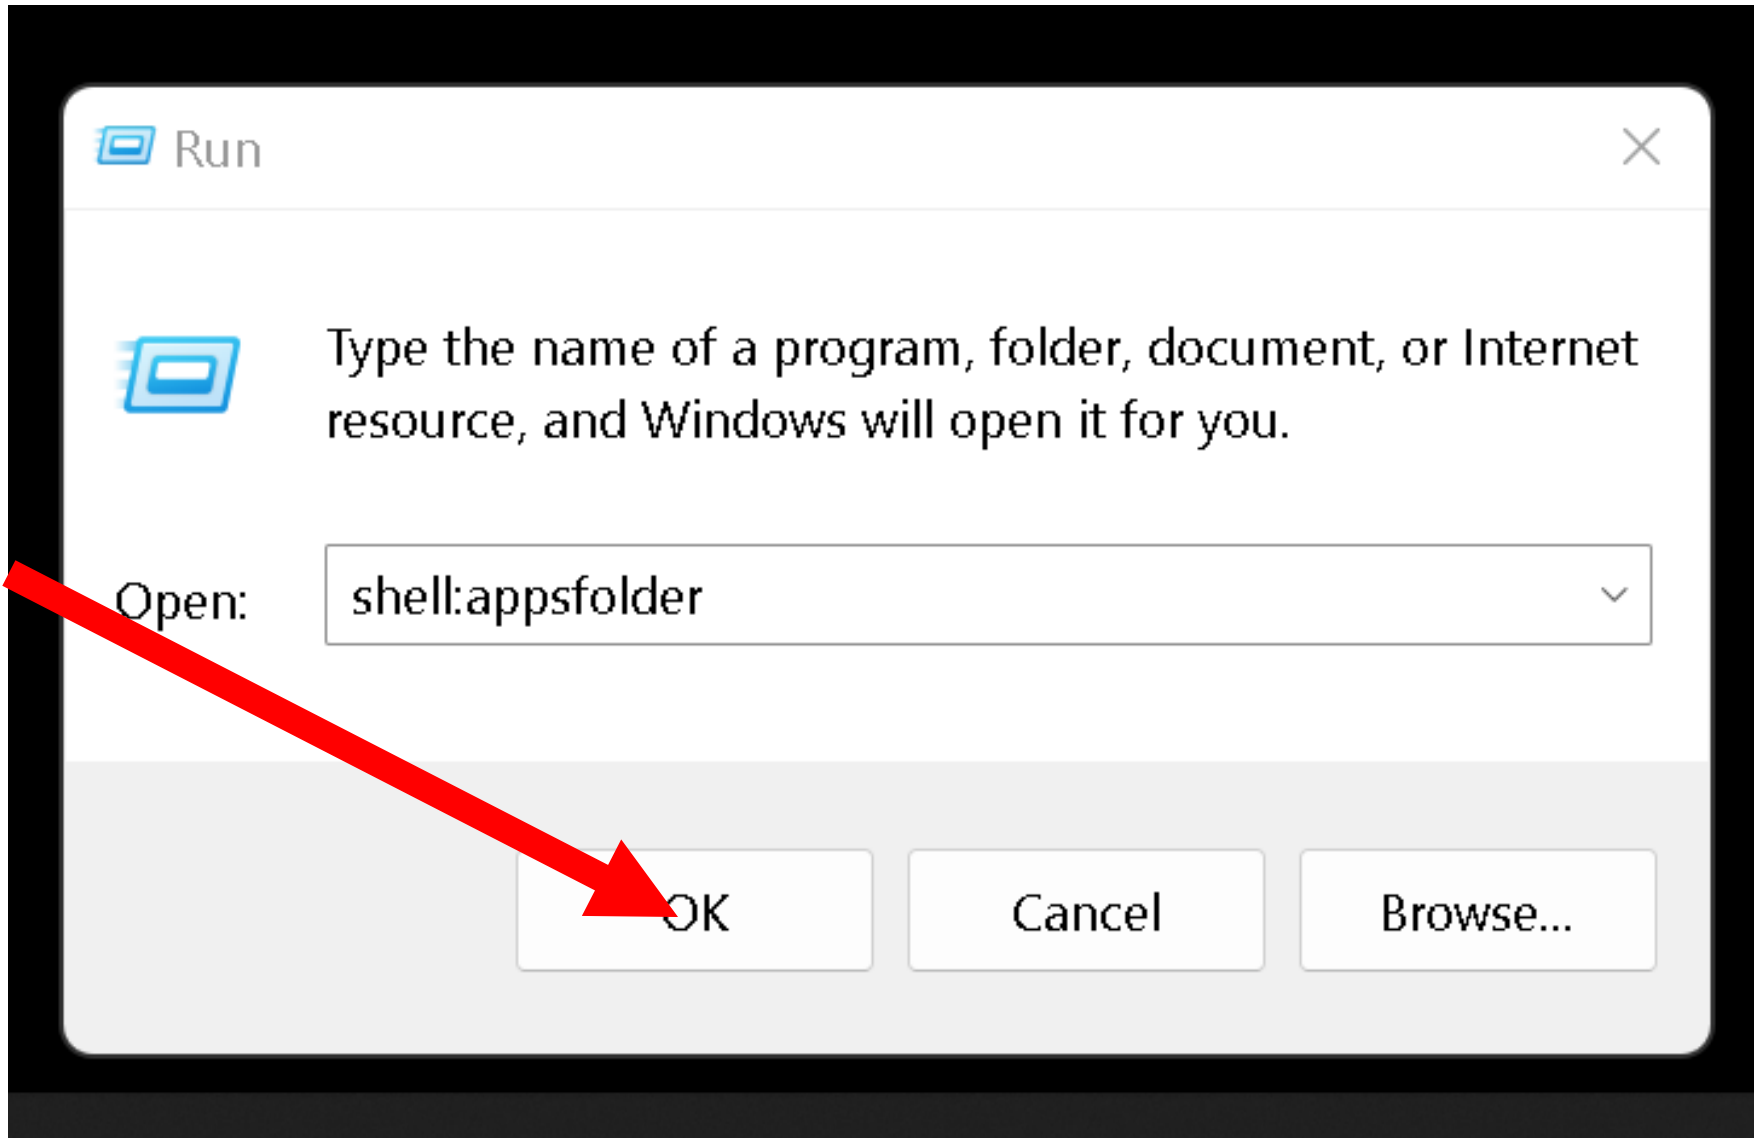 Run
Type the name of a program, folder, document, or Internet
resource, and Windows will open it for you.
Open:
shell:appsfolder
OK
Cancel
Browse...